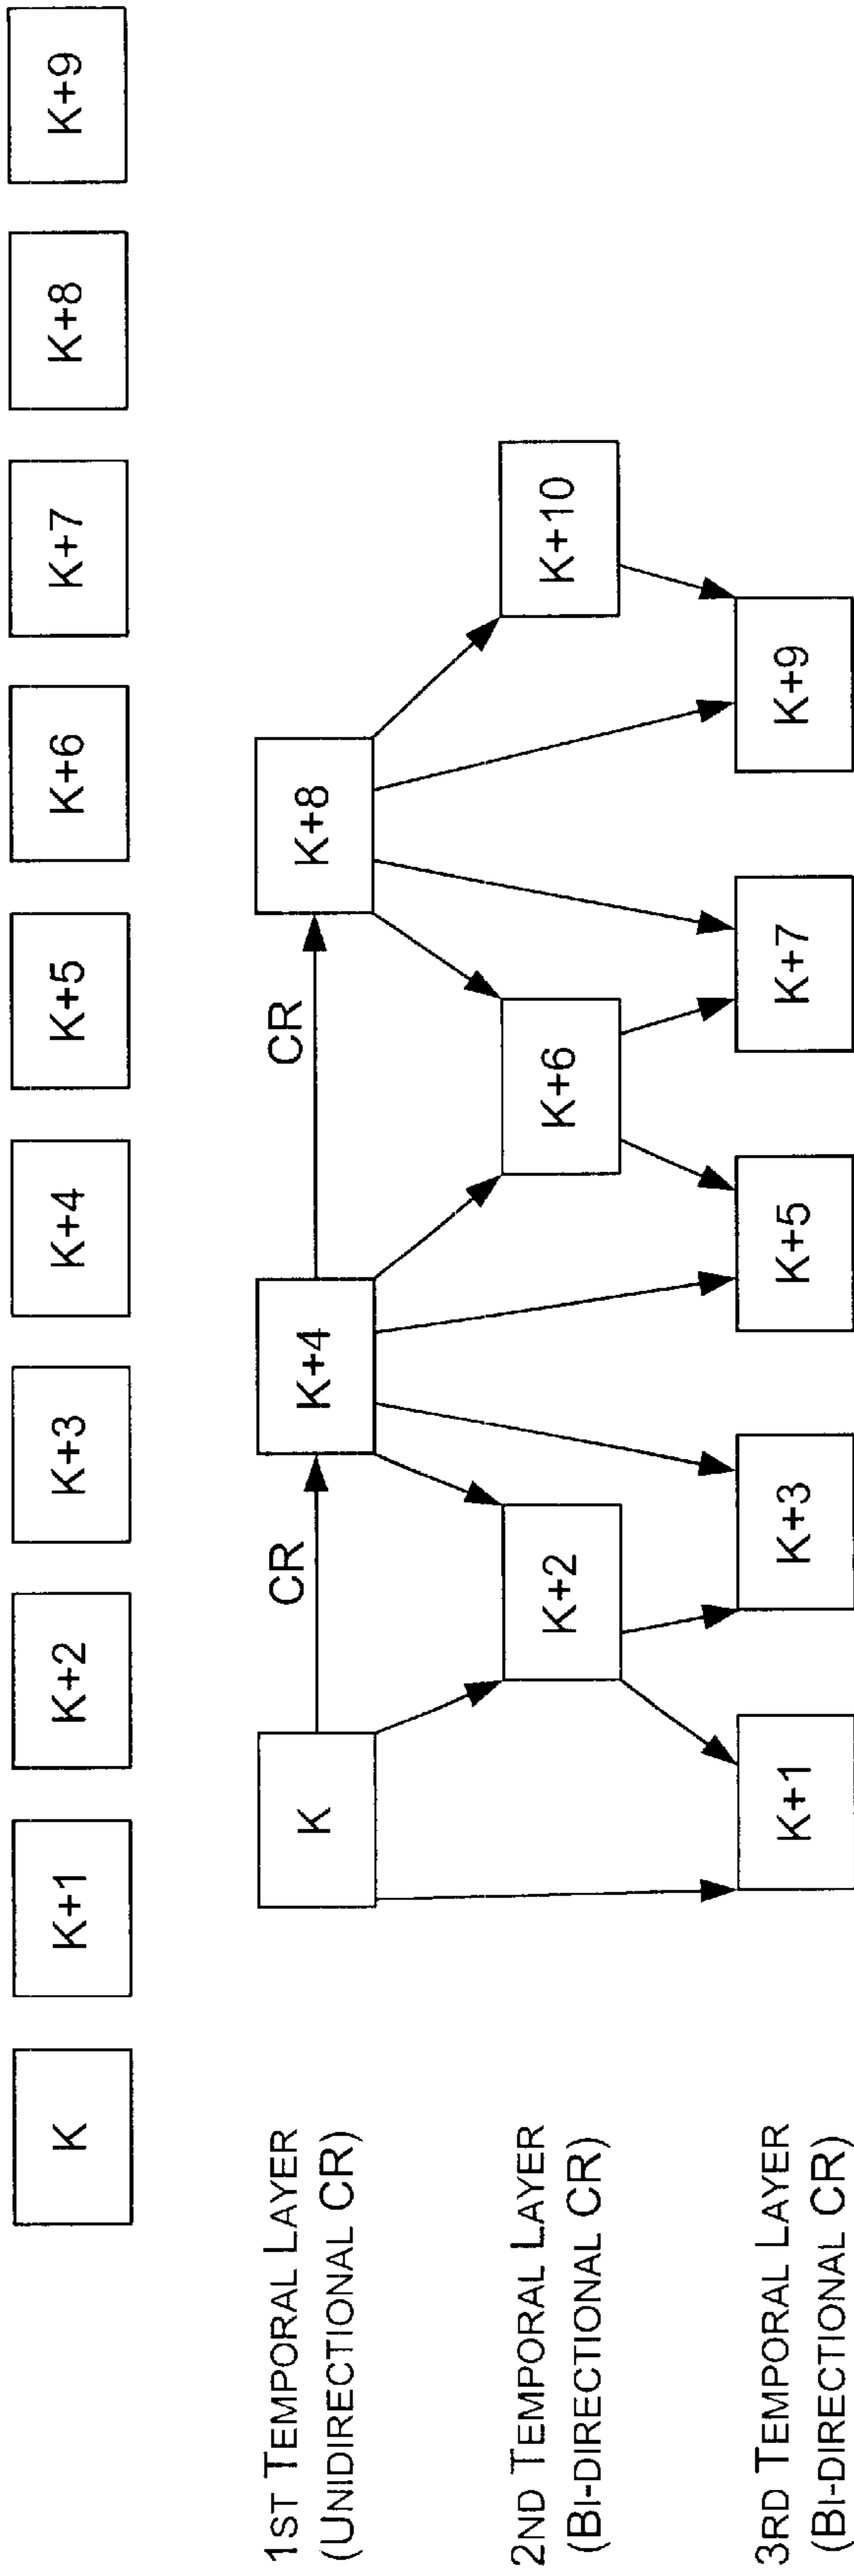 K
K+1
K+2
K+3
K+4
K+5
K+6
K+7
K+8
K+9
1ST TEMPORAL LAYER
(UNIDIRECTIONAL CR)
K
CR
K+4
CR
K+8
2ND TEMPORAL LAYER
(BI-DIRECTIONAL CR)
K+2
K+6
K+10
3RD TEMPORAL LAYER
(BI-DIRECTIONAL CR)
K+1
K+3
K+5
K+7
K+9